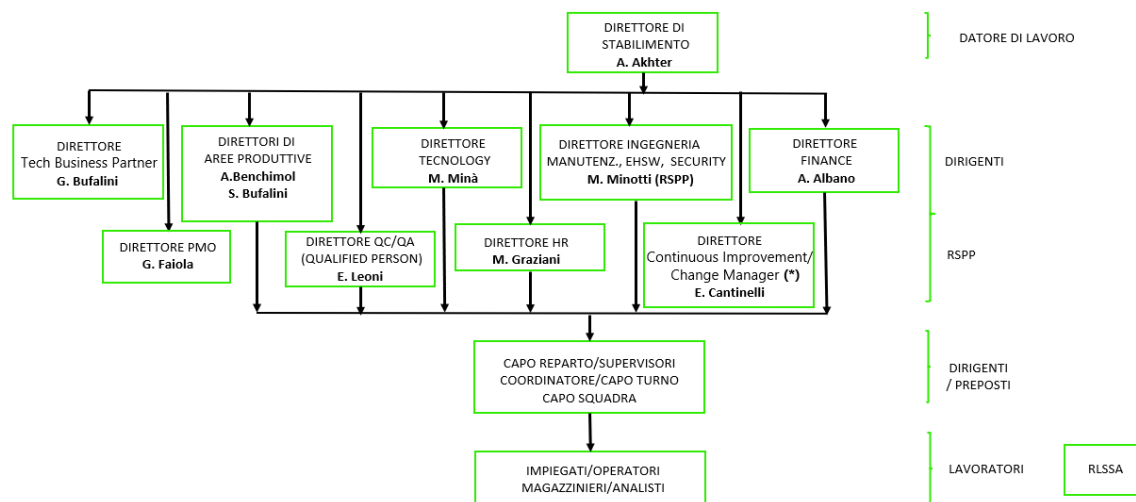 DIRETTORE DI
STABILIMENTO
A. Akhter
DATORE DI LAVORO
DIRETTORE
Tech Business Partner
G. Bufalini
DIRETTORI DI
AREE PRODUTTIVE
A.Benchimol
S. Bufalini
DIRETTORE
TECNOLOGY
M. Minà
DIRETTORE INGEGNERIA
MANUTENZ., EHSW, SECURITY
M. Minotti (RSPP)
DIRETTORE
FINANCE
A. Albano
DIRIGENTI
DIRETTORE PMO
G. Faiola
DIRETTORE QC/QA
(QUALIFIED PERSON)
E. Leoni
DIRETTORE HR
M. Graziani
DIRETTORE
Continuous Improvement/
Change Manager (*)
E. Cantinelli
RSPP
CAPO REPARTO/SUPERVISORI
COORDINATORE/CAPO TURNO
CAPO SQUADRA
DIRIGENTI
/ PREPOSTI
IMPIEGATI/OPERATORI
MAGAZZINIERI/ANALISTI
LAVORATORI
RLSSA